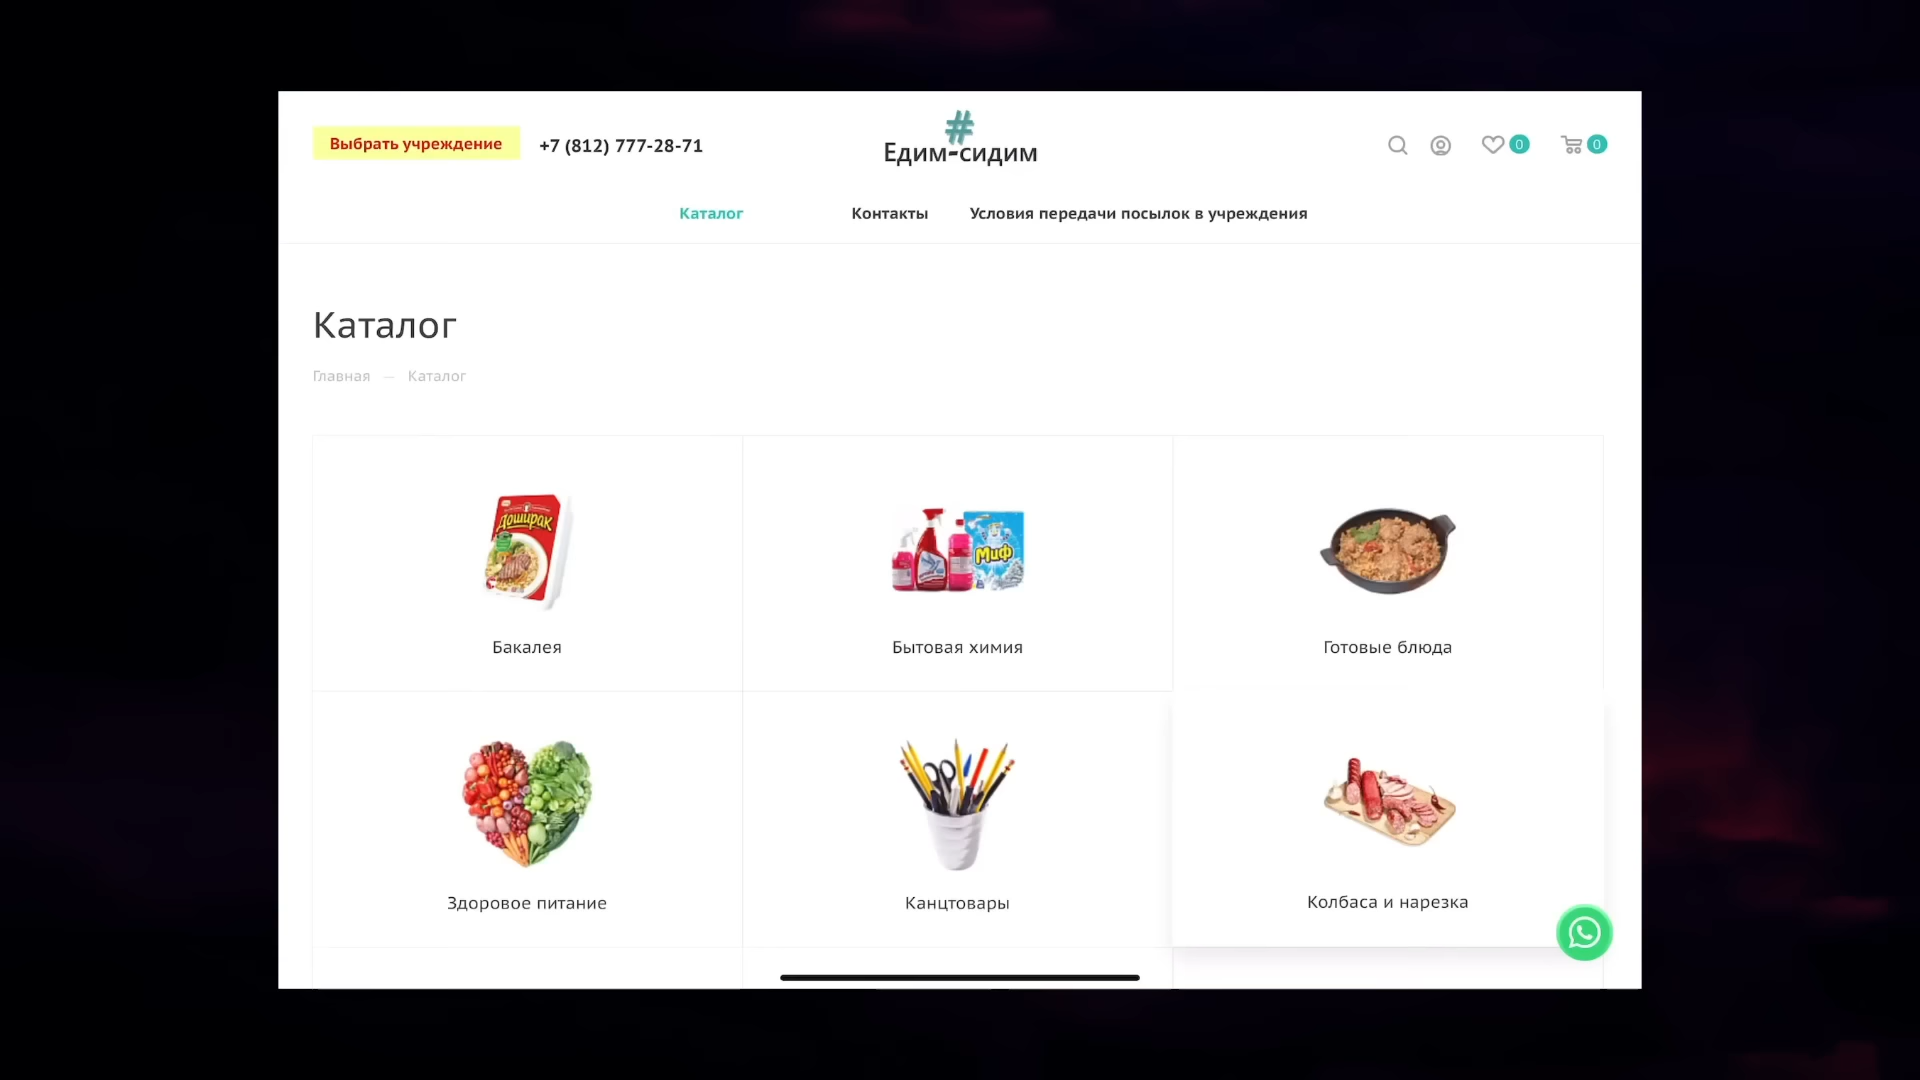 Выбрать учреждение
+7 (812) 777-28-71
#
Едим-сидим
0
0
Каталог
Контакты
Условия передачи посылок в учреждения
Каталог
Главная — Каталог
Доширак
Миф
Бакалея
Бытовая химия
Готовые блюда
Здоровое питание
Канцтовары
Колбаса и нарезка